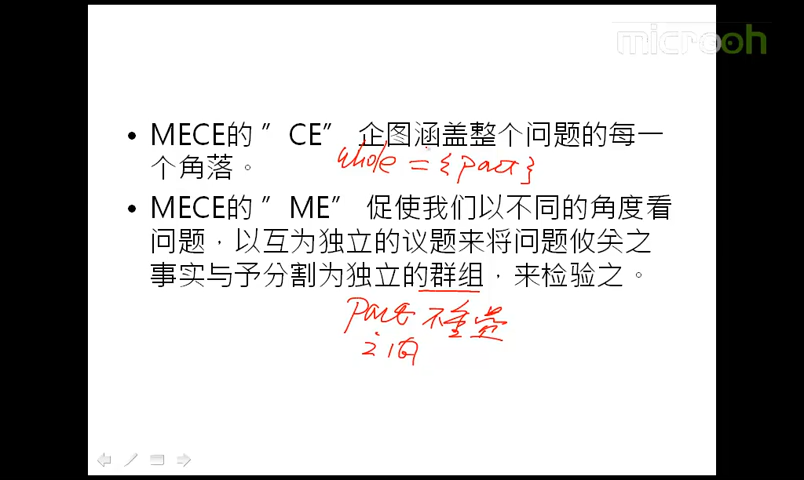 microoh
• MECE的 ”CE” 企图涵盖整个问题的每一
个角落。
whole = {part}
• MECE的 ”ME” 促使我们以不同的角度看
问题，以互为独立的议题来将问题攸关之
事实与予分割为独立的群组，来检验之。
Part 不重叠
之间